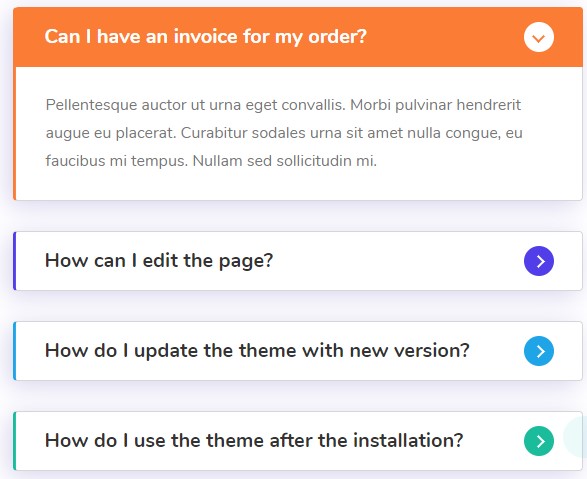 Can I have an invoice for my order?
Pellentesque auctor ut urna eget convallis. Morbi pulvinar hendrerit
augue eu placerat. Curabitur sodales urna sit amet nulla congue, eu
faucibus mi tempus. Nullam sed sollicitudin mi.
How can I edit the page?
How do I update the theme with new version?
How do I use the theme after the installation?